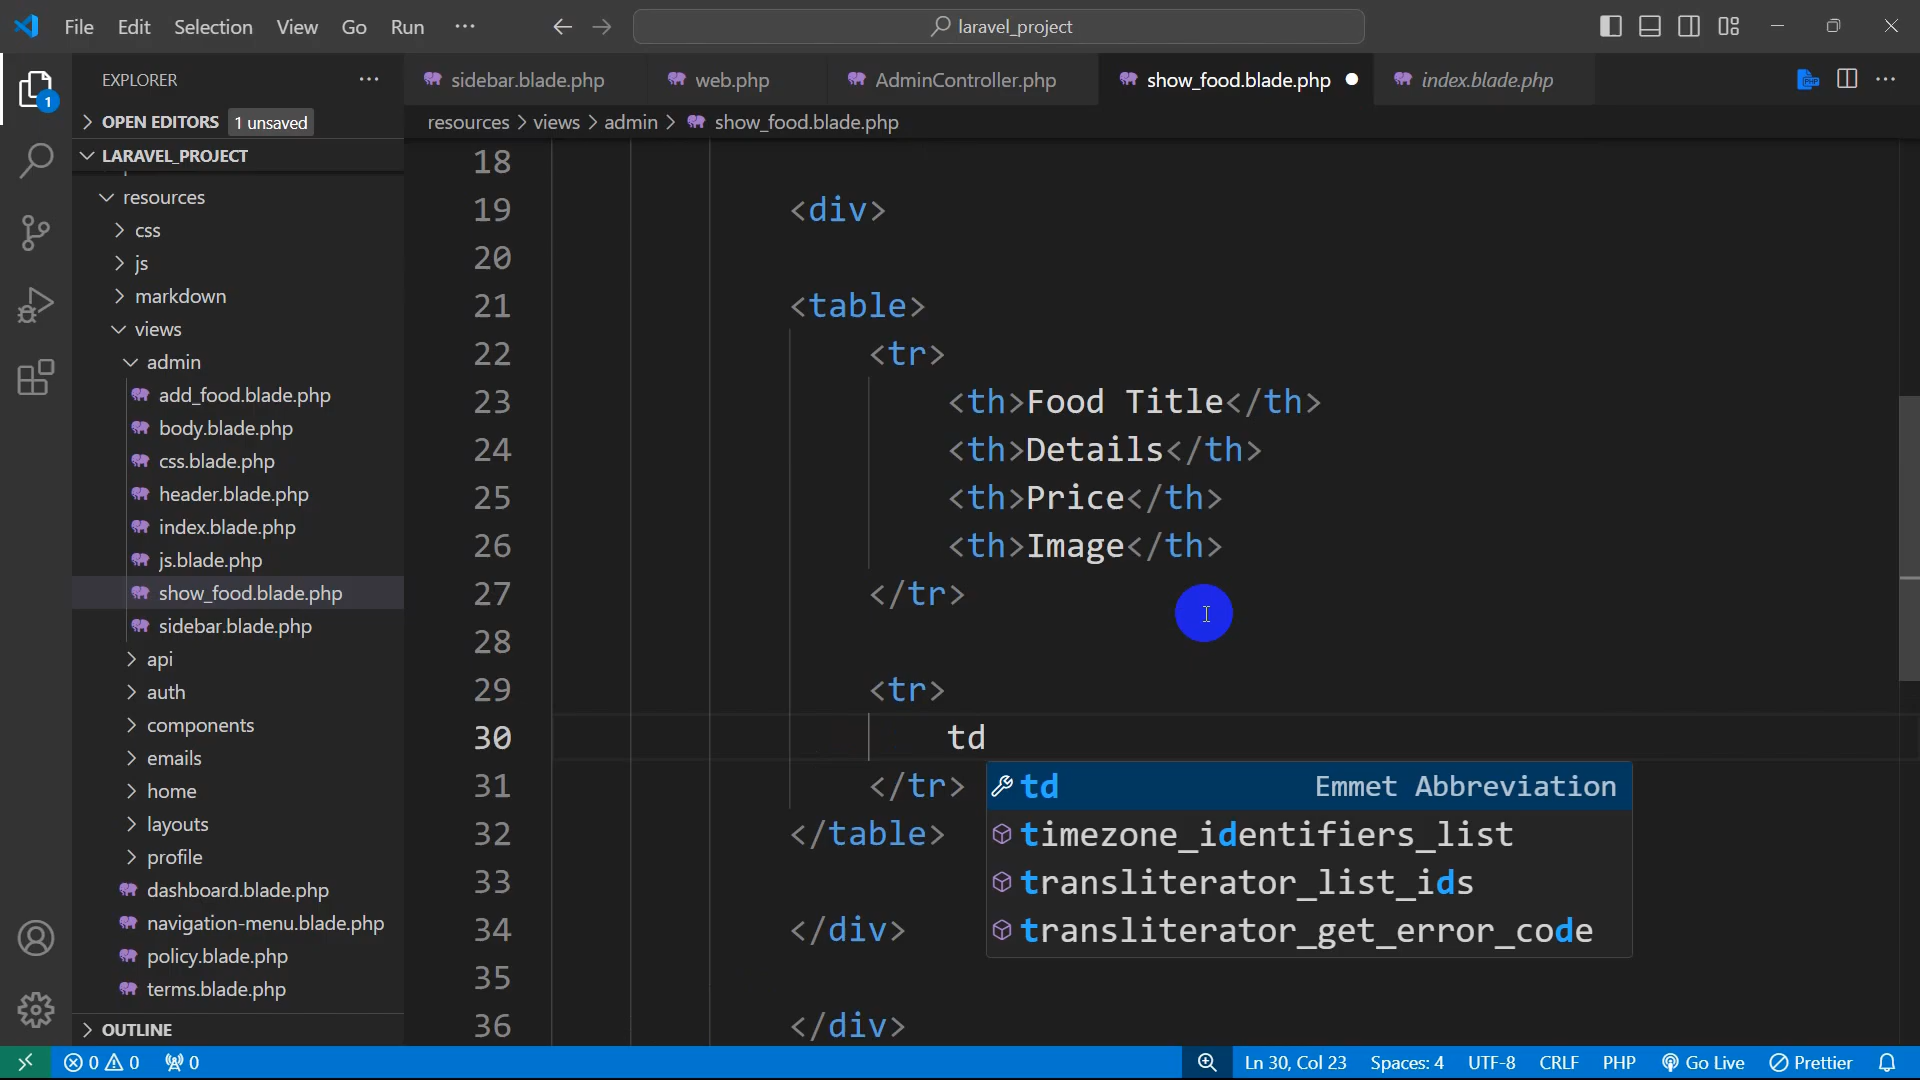 File Edit Selection View Go Run ···
laravel_project
EXPLORER
sidebar.blade.php
web.php
AdminController.php
show_food.blade.php
index.blade.php
OPEN EDITORS 1 unsaved
LARAVEL_PROJECT
resources
css
js
markdown
views
admin
add_food.blade.php
body.blade.php
css.blade.php
header.blade.php
index.blade.php
js.blade.php
show_food.blade.php
sidebar.blade.php
api
auth
components
emails
home
layouts
profile
dashboard.blade.php
navigation-menu.blade.php
policy.blade.php
terms.blade.php
OUTLINE
resources > views > admin > show_food.blade.php
18
19 <div>
20
21 <table>
22 <tr>
23 <th>Food Title</th>
24 <th>Details</th>
25 <th>Price</th>
26 <th>Image</th>
27 </tr>
28
29 <tr>
30 td
31 </tr>
32 </table>
33
34 </div>
35
36 </div>
td Emmet Abbreviation
timezone_identifiers_list
transliterator_list_ids
transliterator_get_error_code
1
PHP
0 0 0
Ln 30, Col 23 Spaces: 4 UTF-8 CRLF PHP Go Live Prettier